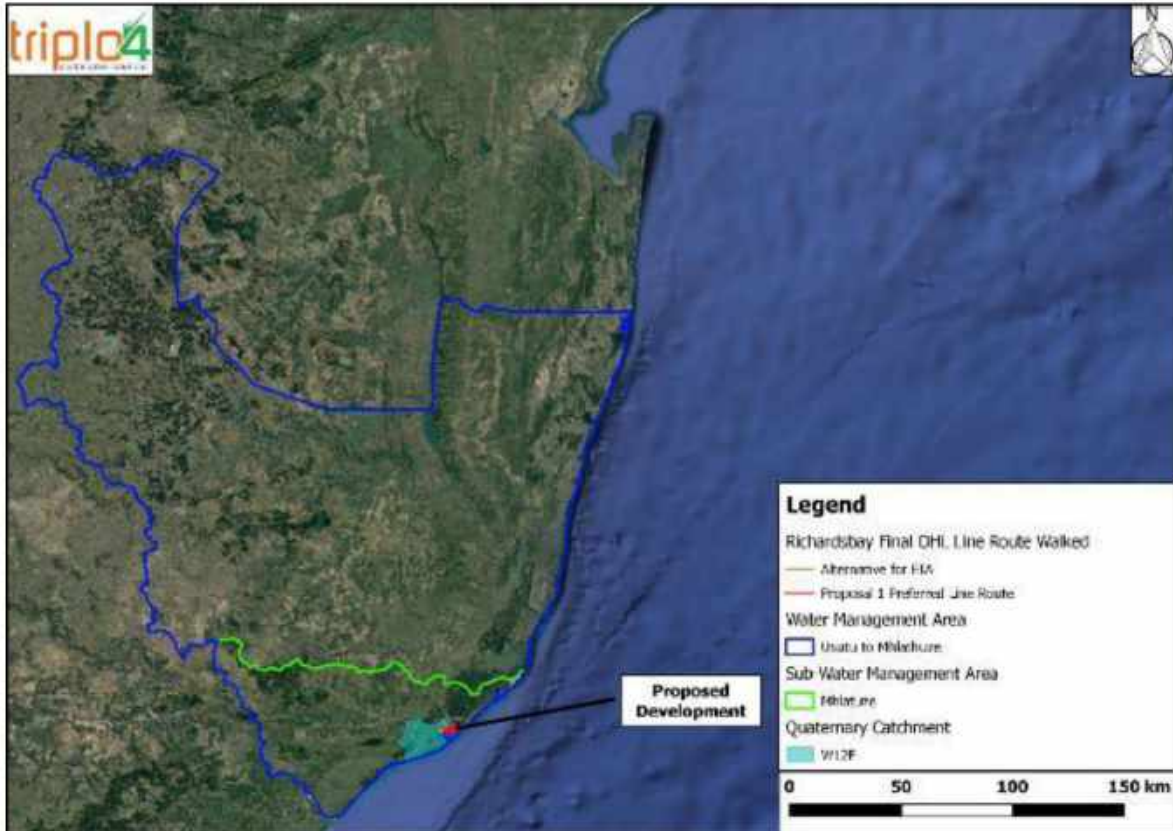 triplo4
N
Proposed
Development
Legend
Richardsbay Final OHL Line Route Walked
Alternative for EIA
Proposal 1 Preferred Line Route
Water Management Area
Usutu to Mhlathuze
Sub Water Management Area
Mhlatuze
Quaternary Catchment
W12F
0 50 100 150 km